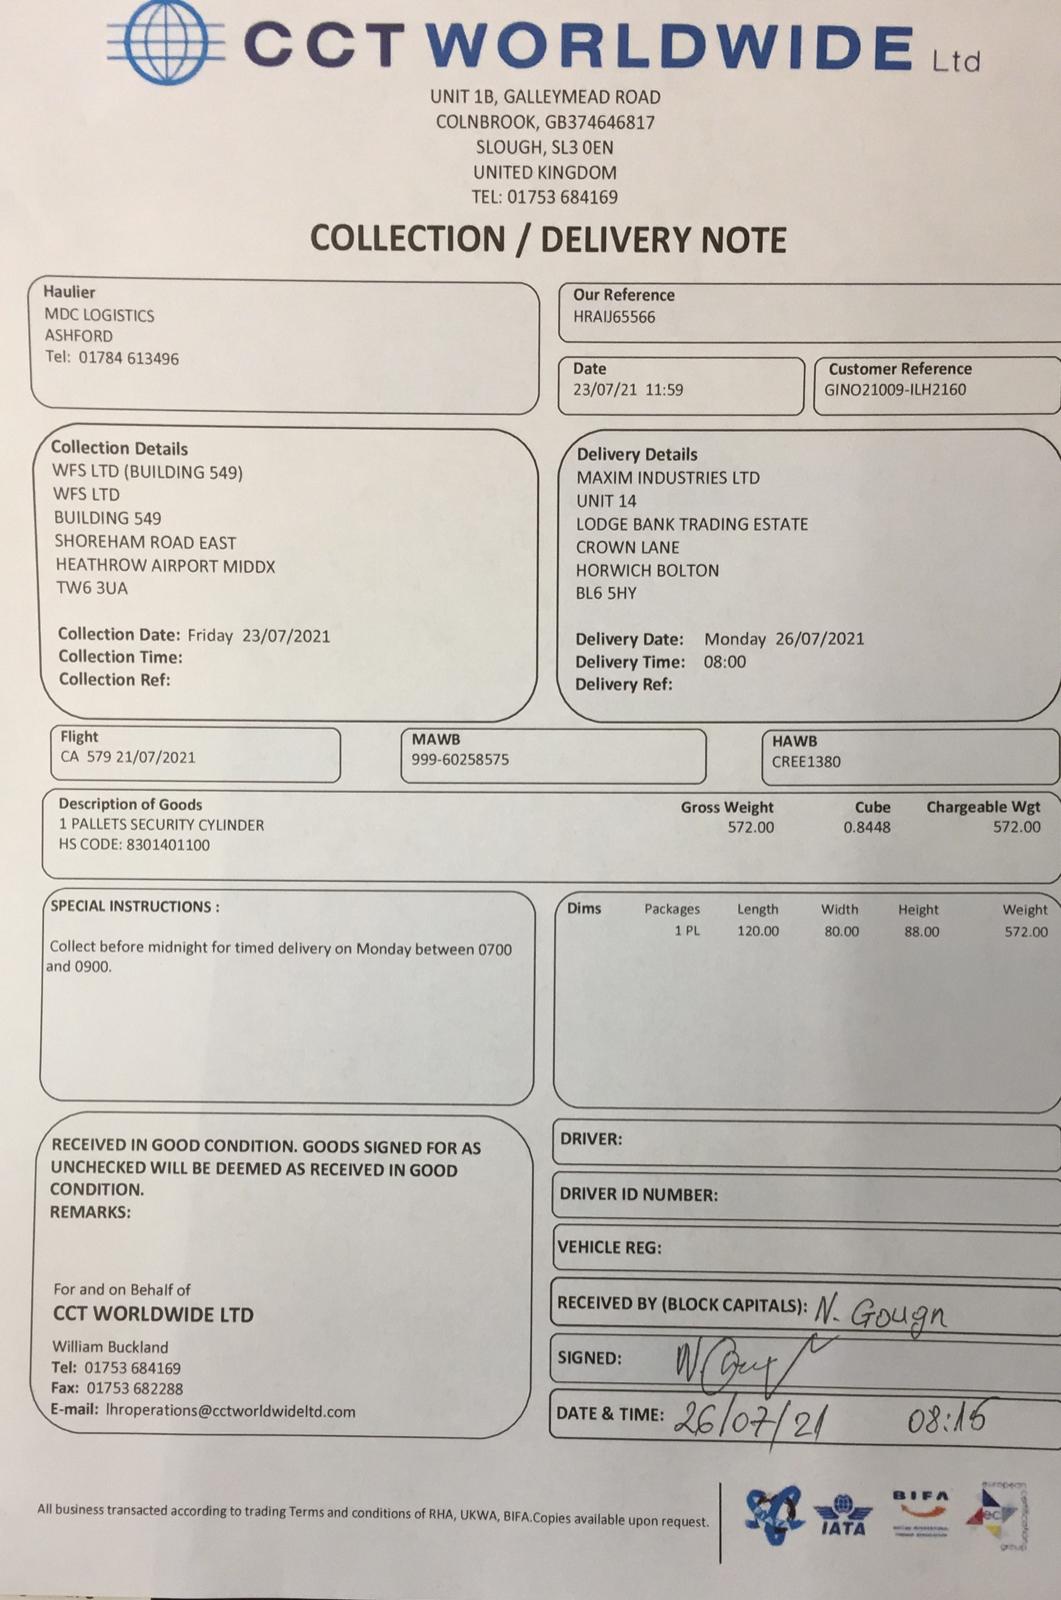 CCT WORLDWIDE Ltd
UNIT 1B, GALLEYMEAD ROAD
COLNBROOK, GB374646817
SLOUGH, SL3 0EN
UNITED KINGDOM
TEL: 01753 684169
COLLECTION / DELIVERY NOTE
Haulier
MDC LOGISTICS
ASHFORD
Tel: 01784 613496
Our Reference
HRAIJ65566
Date
23/07/21 11:59
Customer Reference
GINO21009-ILH2160
Collection Details
WFS LTD (BUILDING 549)
WFS LTD
BUILDING 549
SHOREHAM ROAD EAST
HEATHROW AIRPORT MIDDX
TW6 3UA
Collection Date: Friday 23/07/2021
Collection Time:
Collection Ref:
Delivery Details
MAXIM INDUSTRIES LTD
UNIT 14
LODGE BANK TRADING ESTATE
CROWN LANE
HORWICH BOLTON
BL6 5HY
Delivery Date: Monday 26/07/2021
Delivery Time: 08:00
Delivery Ref:
Flight
CA 579 21/07/2021
MAWB
999-60258575
HAWB
CREE1380
Description of Goods Gross Weight Cube Chargeable Wgt
1 PALLETS SECURITY CYLINDER 572.00 0.8448 572.00
HS CODE: 8301401100
SPECIAL INSTRUCTIONS :
Collect before midnight for timed delivery on Monday between 0700
and 0900.
Dims Packages Length Width Height Weight
1 PL 120.00 80.00 88.00 572.00
RECEIVED IN GOOD CONDITION. GOODS SIGNED FOR AS
UNCHECKED WILL BE DEEMED AS RECEIVED IN GOOD
CONDITION.
REMARKS:
For and on Behalf of
CCT WORLDWIDE LTD
William Buckland
Tel: 01753 684169
Fax: 01753 682288
E-mail: lhroperations@cctworldwideltd.com
DRIVER:
DRIVER ID NUMBER:
VEHICLE REG:
RECEIVED BY (BLOCK CAPITALS): N. Gough
SIGNED:
DATE & TIME: 26/07/21 08:15
All business transacted according to trading Terms and conditions of RHA, UKWA, BIFA.Copies available upon request.
IATA
BIFA
ec